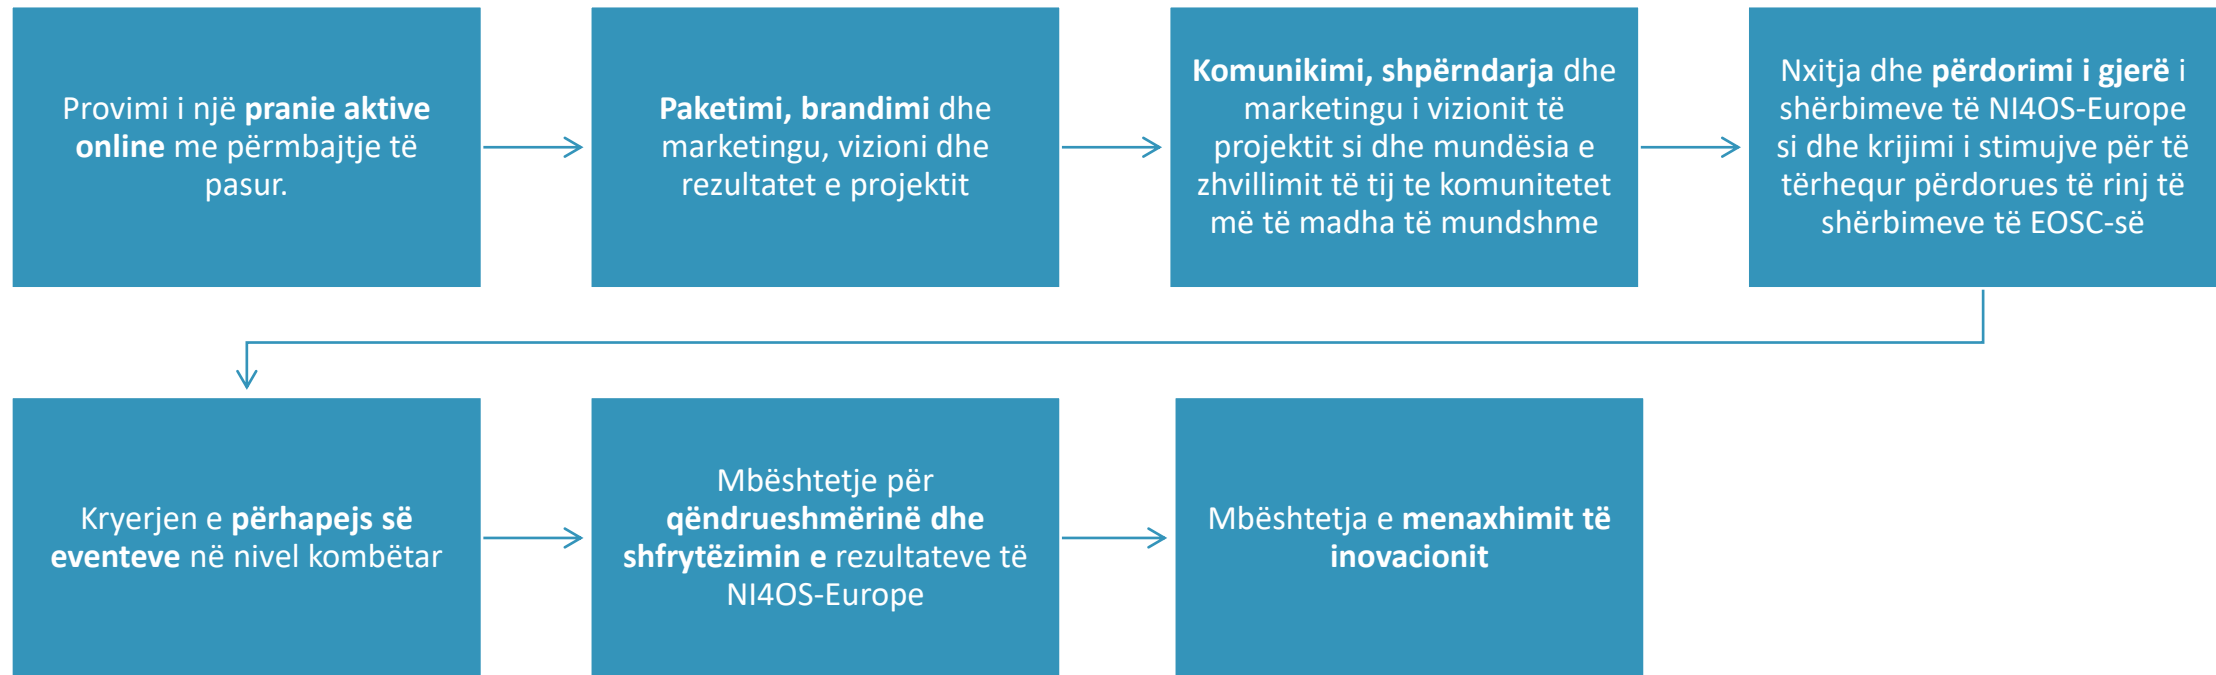 Provimi i një pranie aktive
online me përmbajtje të
pasur.
Paketimi, brandimi dhe
marketingu, vizioni dhe
rezultatet e projektit
Komunikimi, shpërndarja dhe
marketingu i vizionit të
projektit si dhe mundësia e
zhvillimit të tij te komunitetet
më të madha të mundshme
Nxitja dhe përdorimi i gjerë i
shërbimeve të NI4OS-Europe
si dhe krijimi i stimujve për të
tërhequr përdorues të rinj të
shërbimeve të EOSC-së
Kryerjen e përhapejs së
eventeve në nivel kombëtar
Mbështetje për
qëndrueshmërinë dhe
shfrytëzimin e rezultateve të
NI4OS-Europe
Mbështetja e menaxhimit të
inovacionit